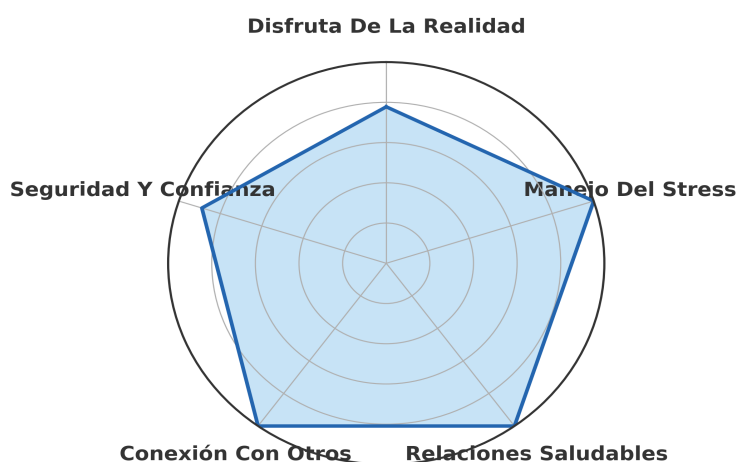 Disfruta De La Realidad
Seguridad Y Confianza
Manejo Del Stress
Conexión Con Otros
Relaciones Saludables